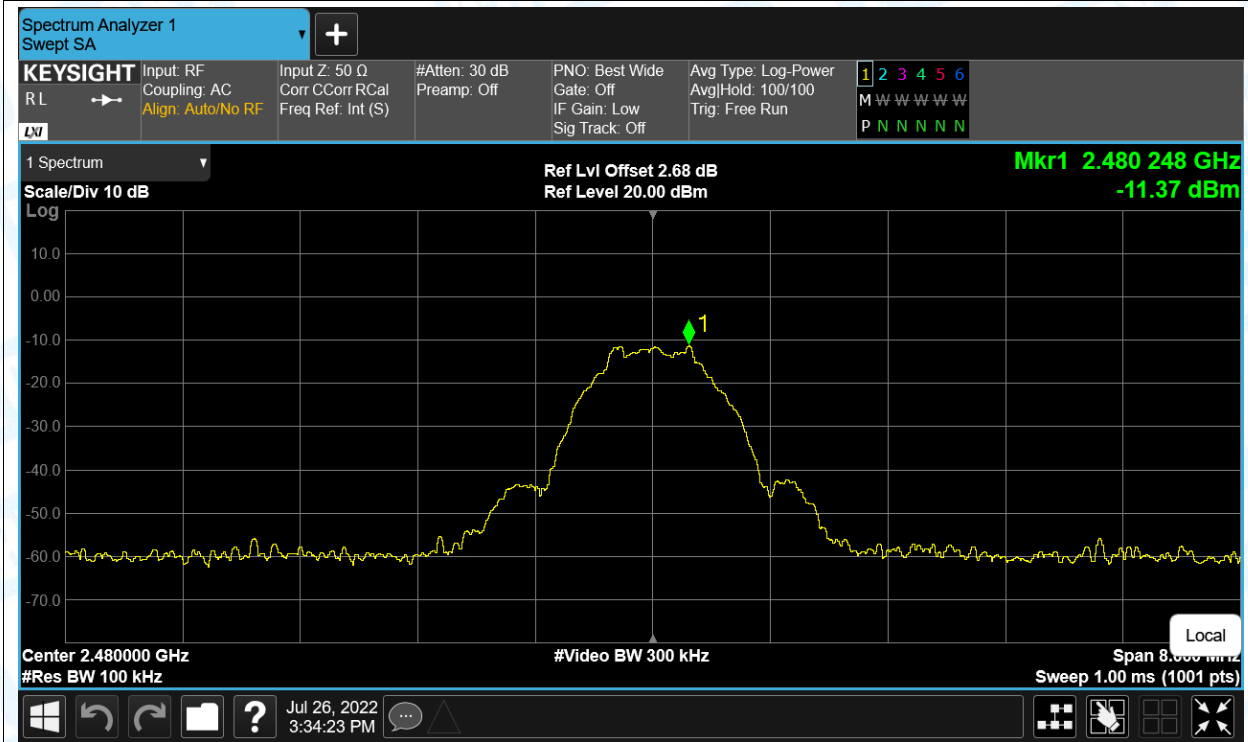 Spectrum Analyzer 1
Swept SA
KEYSIGHT
R L
LXI
Input: RF
Coupling: AC
Align: Auto/No RF
Input Z: 50 Ω
Corr CCorr RCal
Freq Ref: Int (S)
#Atten: 30 dB
Preamp: Off
PNO: Best Wide
Gate: Off
IF Gain: Low
Sig Track: Off
Avg Type: Log-Power
Avg|Hold: 100/100
Trig: Free Run
1 2 3 4 5 6
M W W W W W W
P N N N N N N
1 Spectrum
Scale/Div 10 dB
Log
Ref Lvl Offset 2.68 dB
Ref Level 20.00 dBm
Mkr1 2.480 248 GHz
-11.37 dBm
10.0
0.00
-10.0
-20.0
-30.0
-40.0
-50.0
-60.0
-70.0
1
Local
Center 2.480000 GHz
#Res BW 100 kHz
#Video BW 300 kHz
Span 8.000 MHz
Sweep 1.00 ms (1001 pts)
?
Jul 26, 2022
3:34:23 PM